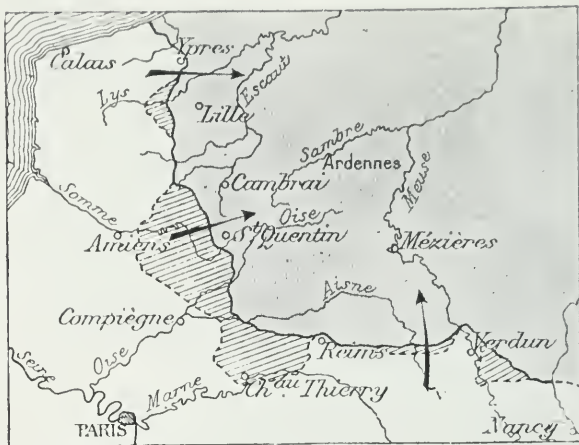 Calais
Ypres
Lys
Lille
Escaut
Sambre
Ardennes
Meuse
Cambrai
Somme
Amiens
Oise
St Quentin
Mézières
Aisne
Compiègne
Oise
Reims
Verdun
Seine
Marne
Ch.au Thierry
PARIS
Nancy